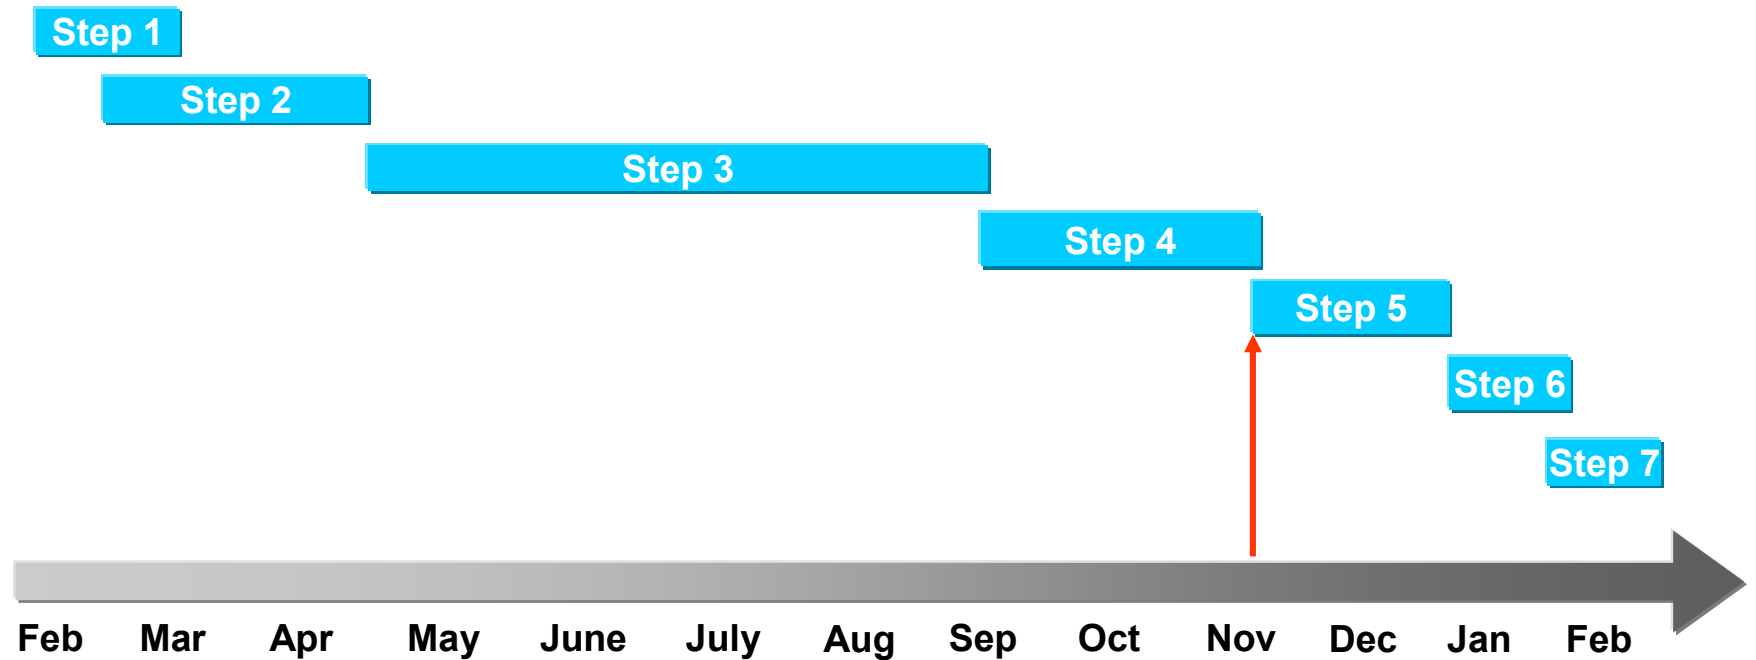 Step 1
Step 2
Step 3
Step 4
Step 5
Step 6
Step 7
Feb Mar Apr May June July Aug Sep Oct Nov Dec Jan Feb